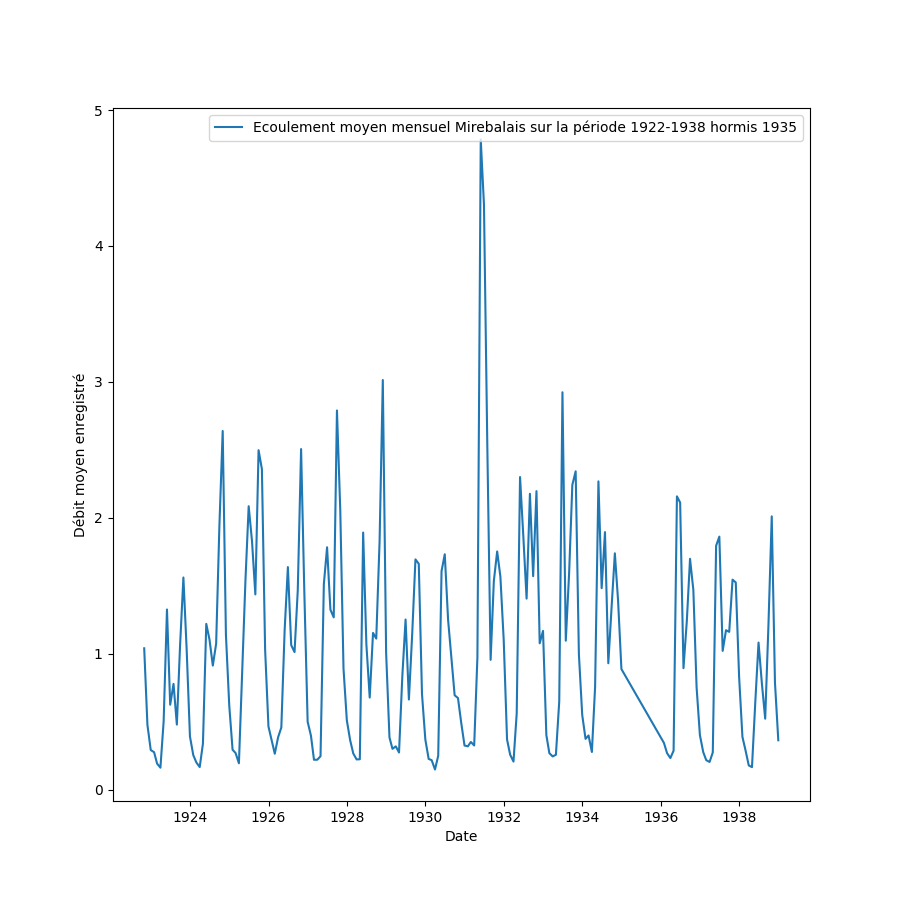 Ecoulement moyen mensuel Mirebalais sur la période 1922-1938 hormis 1935
Débit moyen enregistré
5
4
3
2
1
0
1924 1926 1928 1930 1932 1934 1936 1938
Date